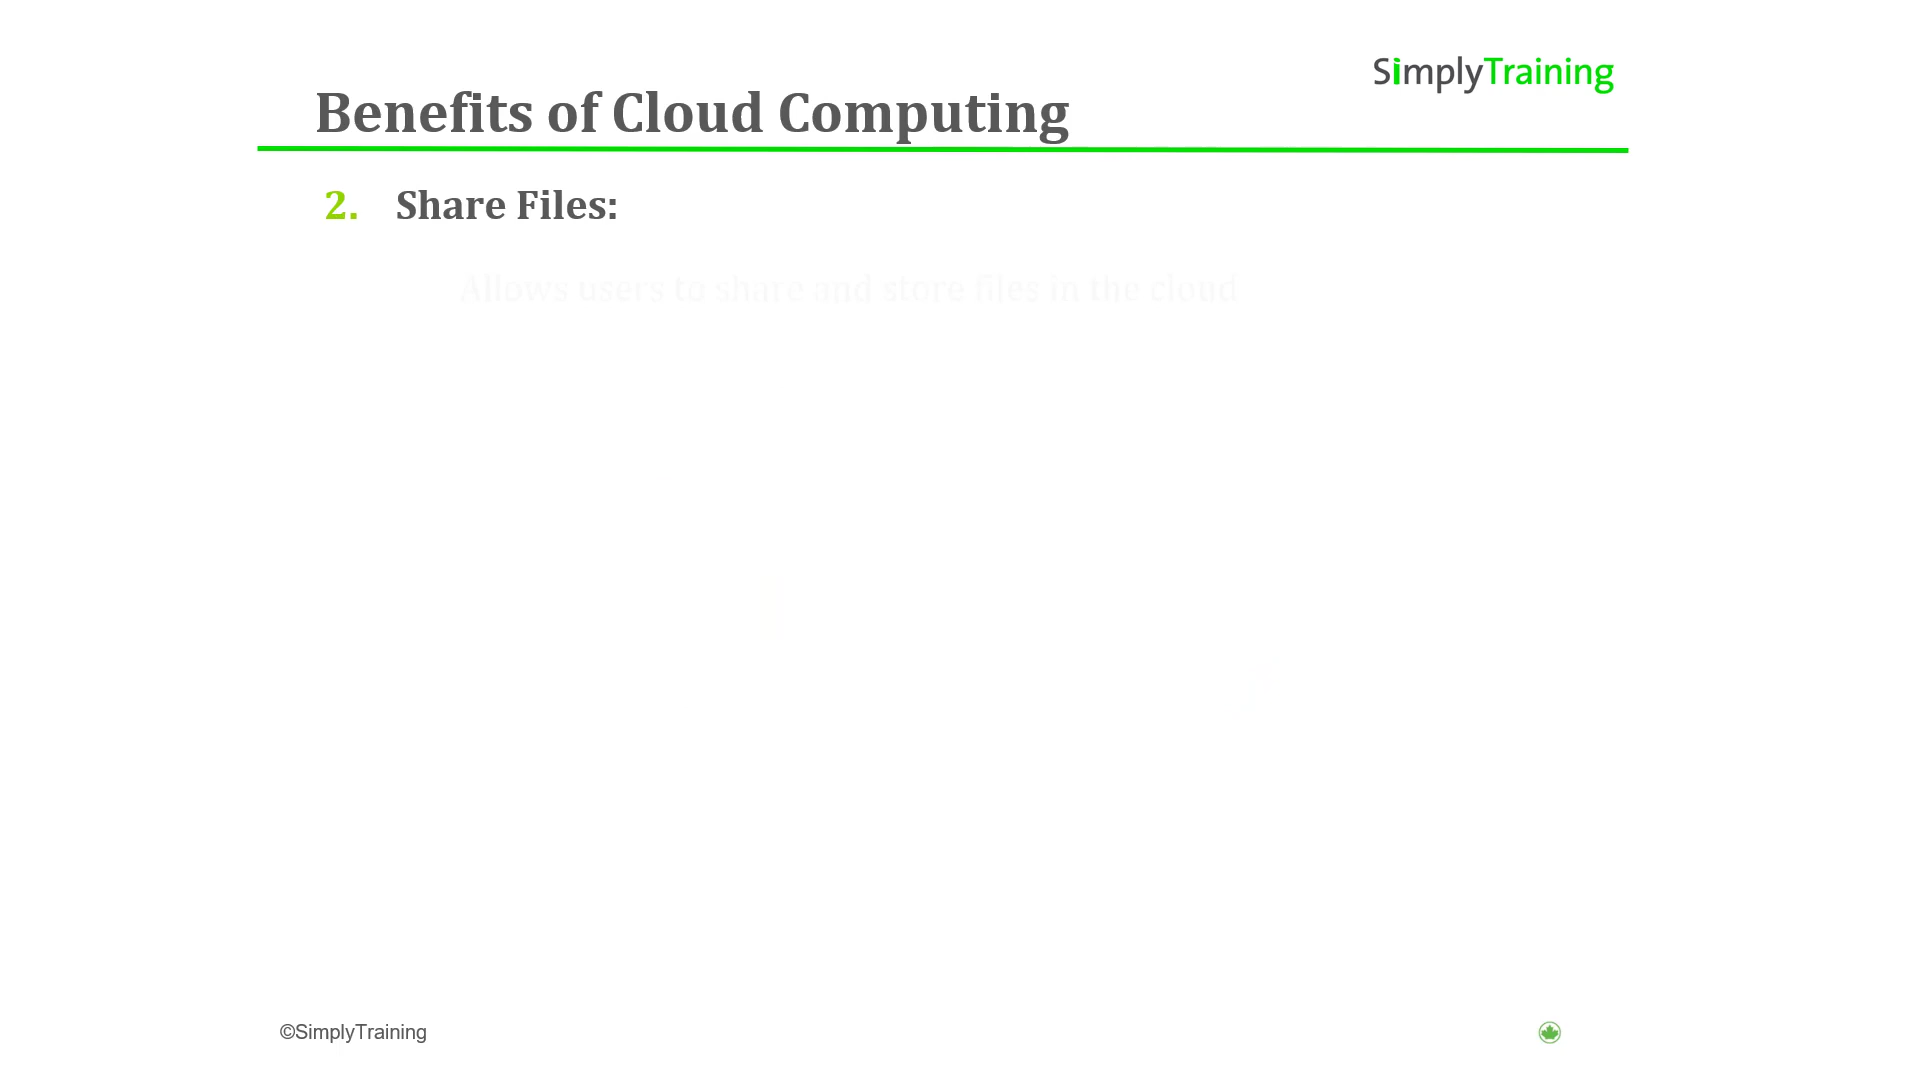 SimplyTraining
Benefits of Cloud Computing
2. Share Files:
Allows users to share and store files in the cloud
©SimplyTraining